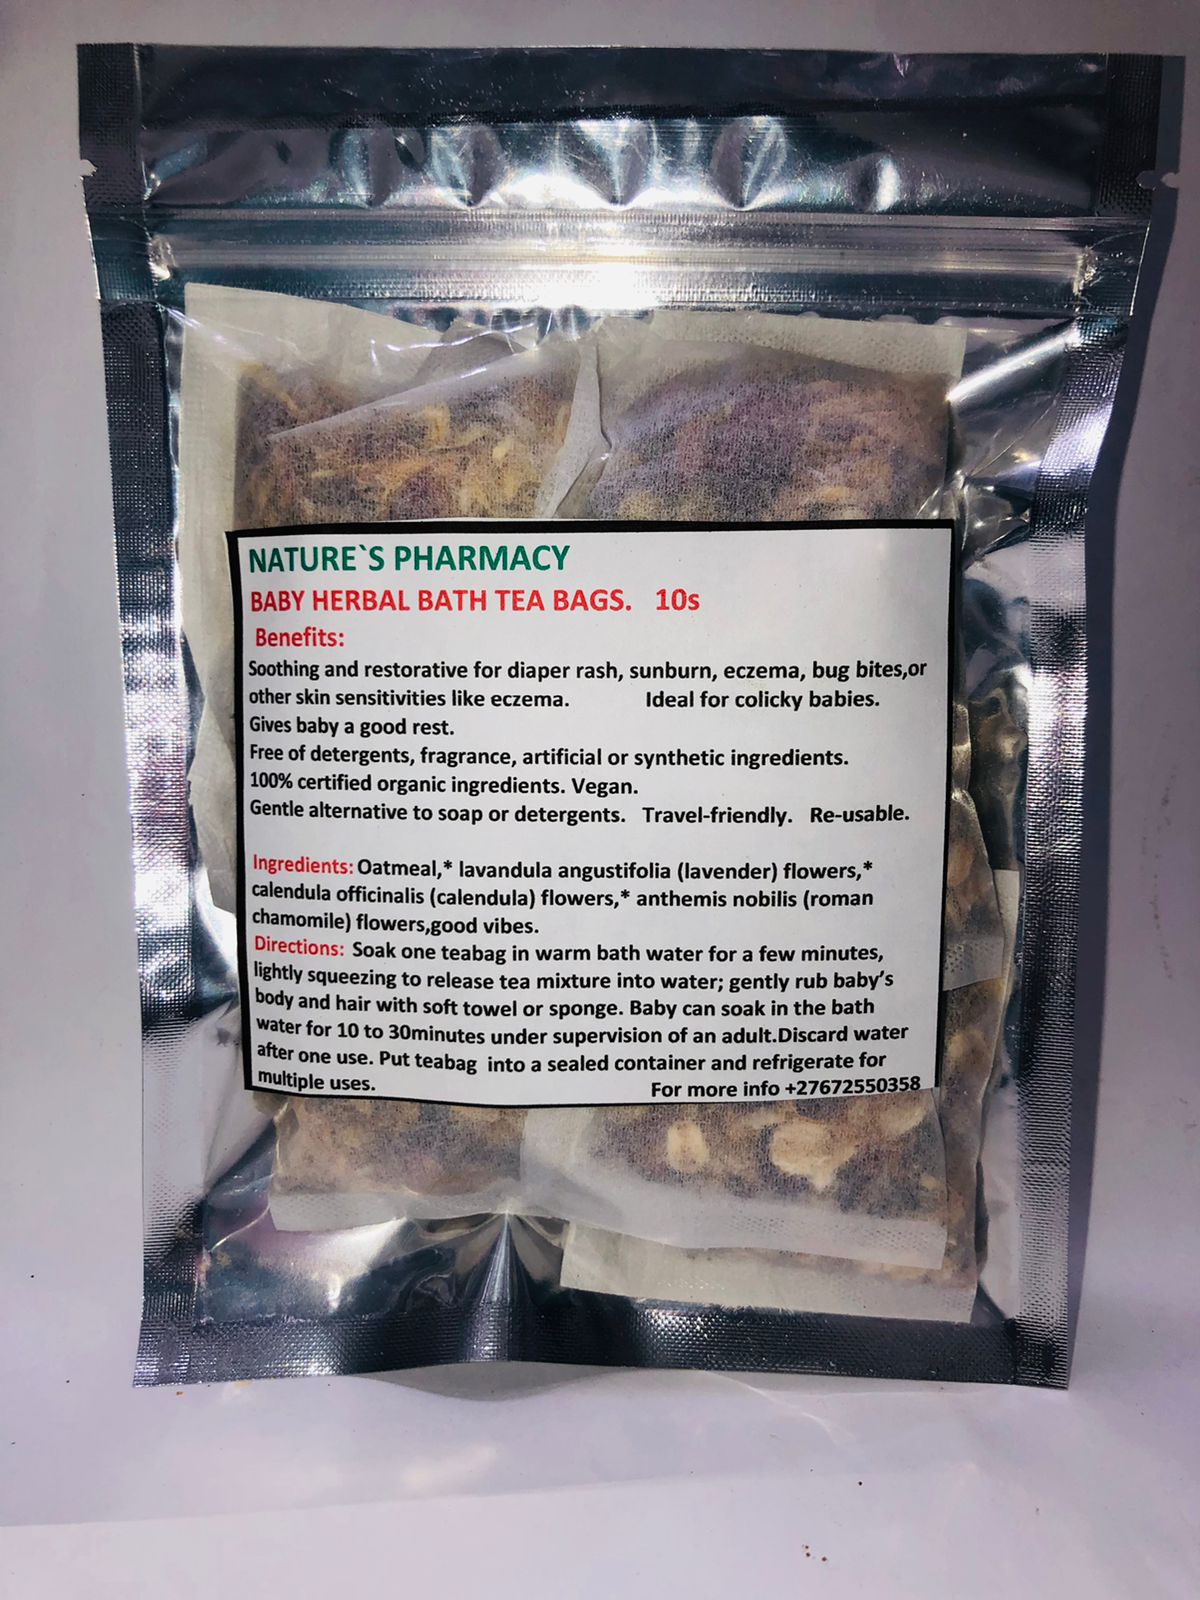 NATURE`S PHARMACY
BABY HERBAL BATH TEA BAGS. 10s
Benefits:
Soothing and restorative for diaper rash, sunburn, eczema, bug bites,or
other skin sensitivities like eczema. Ideal for colicky babies.
Gives baby a good rest.
Free of detergents, fragrance, artificial or synthetic ingredients.
100% certified organic ingredients. Vegan.
Gentle alternative to soap or detergents. Travel-friendly. Re-usable.
Ingredients: Oatmeal,* lavandula angustifolia (lavender) flowers,*
calendula officinalis (calendula) flowers,* anthemis nobilis (roman
chamomile) flowers,good vibes.
Directions: Soak one teabag in warm bath water for a few minutes,
lightly squeezing to release tea mixture into water; gently rub baby’s
body and hair with soft towel or sponge. Baby can soak in the bath
water for 10 to 30minutes under supervision of an adult.Discard water
after one use. Put teabag into a sealed container and refrigerate for
multiple uses. For more info +27672550358